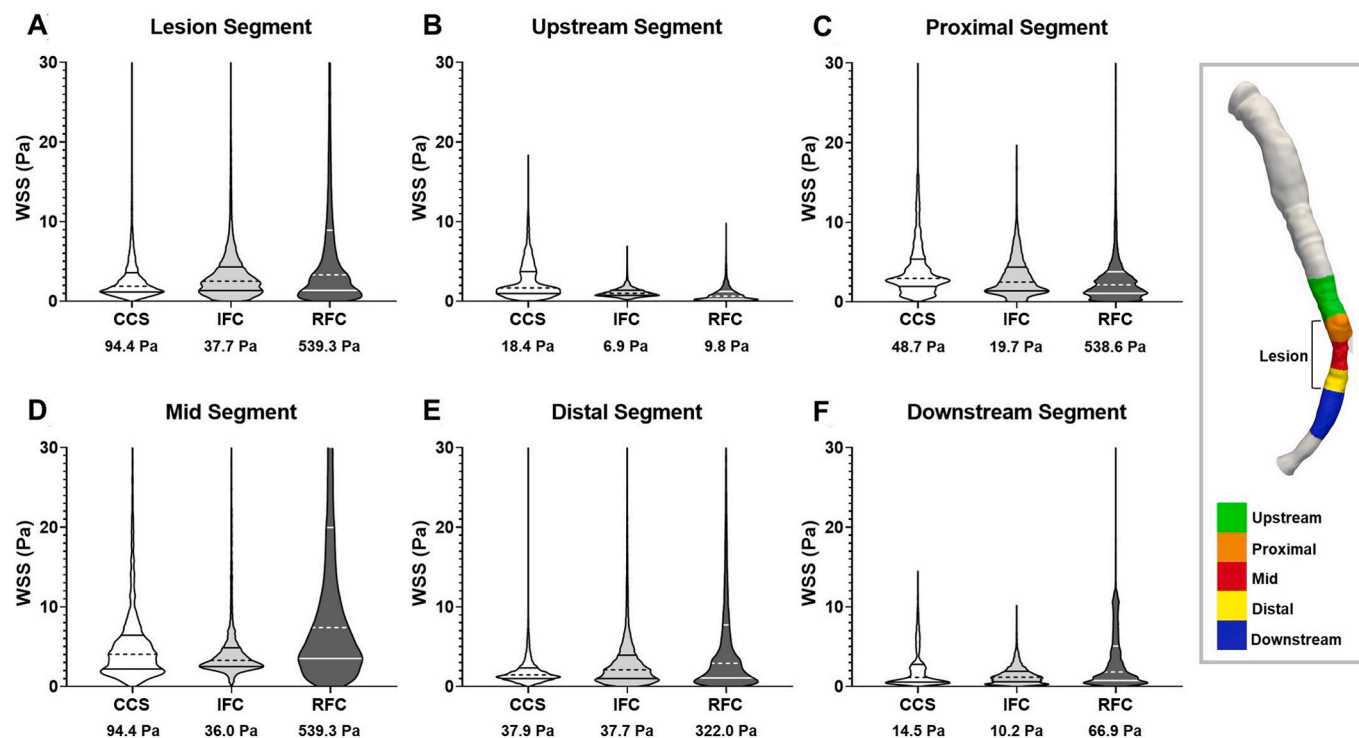 A Lesion Segment
WSS (Pa)
30
20
10
0
CCS IFC RFC
94.4 Pa 37.7 Pa 539.3 Pa
B Upstream Segment
WSS (Pa)
30
20
10
0
CCS IFC RFC
18.4 Pa 6.9 Pa 9.8 Pa
C Proximal Segment
WSS (Pa)
30
20
10
0
CCS IFC RFC
48.7 Pa 19.7 Pa 538.6 Pa
D Mid Segment
WSS (Pa)
30
20
10
0
CCS IFC RFC
94.4 Pa 36.0 Pa 539.3 Pa
E Distal Segment
WSS (Pa)
30
20
10
0
CCS IFC RFC
37.9 Pa 37.7 Pa 322.0 Pa
F Downstream Segment
WSS (Pa)
30
20
10
0
CCS IFC RFC
14.5 Pa 10.2 Pa 66.9 Pa
Lesion
Upstream
Proximal
Mid
Distal
Downstream